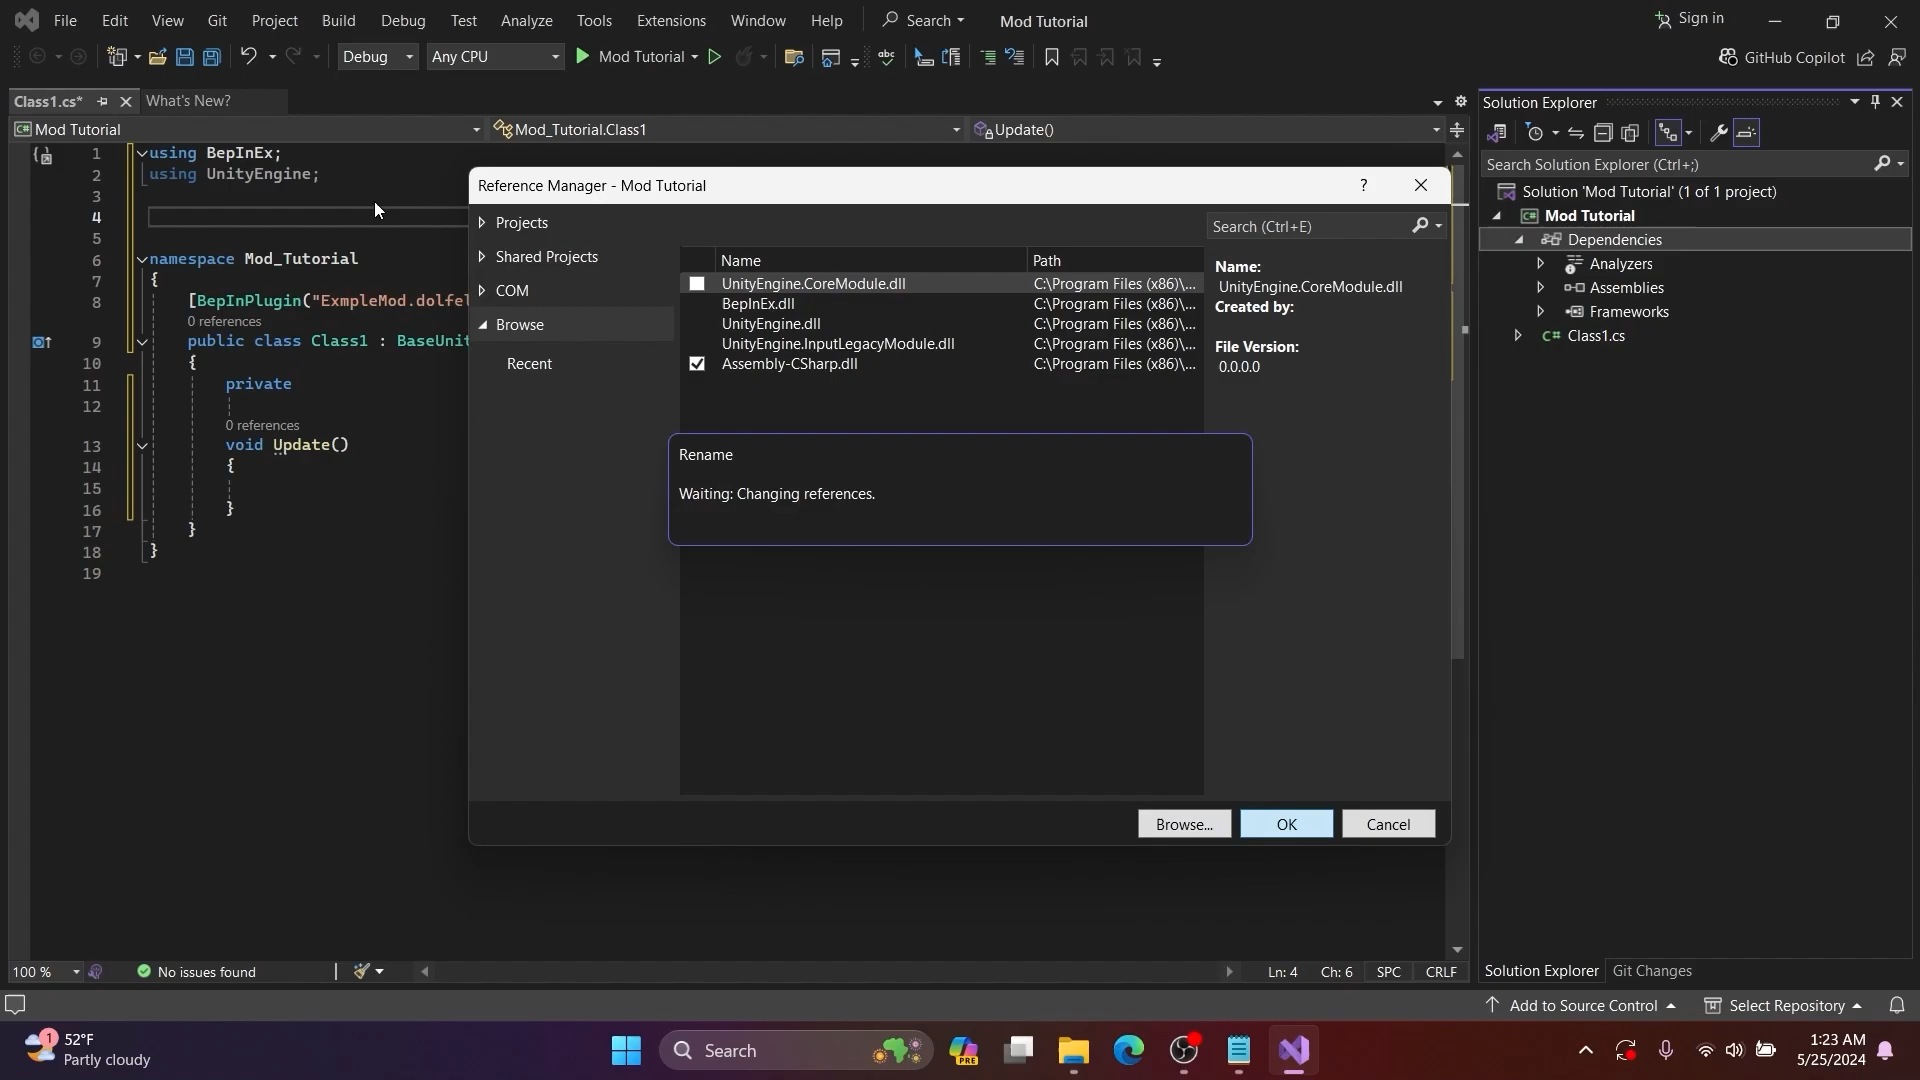 File Edit View Git Project Build Debug Test Analyze Tools Extensions Window Help Search Mod Tutorial Sign in
Debug Any CPU Mod Tutorial GitHub Copilot
Class1.cs* What's New?
Mod Tutorial Mod_Tutorial.Class1 Update()
1 using BepInEx;
2 using UnityEngine;
3
4
5
6 namespace Mod_Tutorial
7 {
8 [BepInPlugin("ExmpleMod.dolfel
0 references
9 public class Class1 : BaseUnit
10 {
11 private
12
0 references
13 void Update()
14 {
15
16 }
17 }
18 }
19
Reference Manager - Mod Tutorial ?
Projects
Shared Projects
COM
Browse
Recent
Search (Ctrl+E)
Name Path
UnityEngine.CoreModule.dll C:\Program Files (x86)\...
BepInEx.dll C:\Program Files (x86)\...
UnityEngine.dll C:\Program Files (x86)\...
UnityEngine.InputLegacyModule.dll C:\Program Files (x86)\...
Assembly-CSharp.dll C:\Program Files (x86)\...
Name:
UnityEngine.CoreModule.dll
Created by:
File Version:
0.0.0.0
Rename
Waiting: Changing references.
Browse... OK Cancel
Solution Explorer
Search Solution Explorer (Ctrl+;)
Solution 'Mod Tutorial' (1 of 1 project)
Mod Tutorial
Dependencies
Analyzers
Assemblies
Frameworks
C# Class1.cs
100 % No issues found Ln: 4 Ch: 6 SPC CRLF
Solution Explorer Git Changes
Add to Source Control Select Repository
1 52°F
Partly cloudy
Search
PRE
1:23 AM
5/25/2024